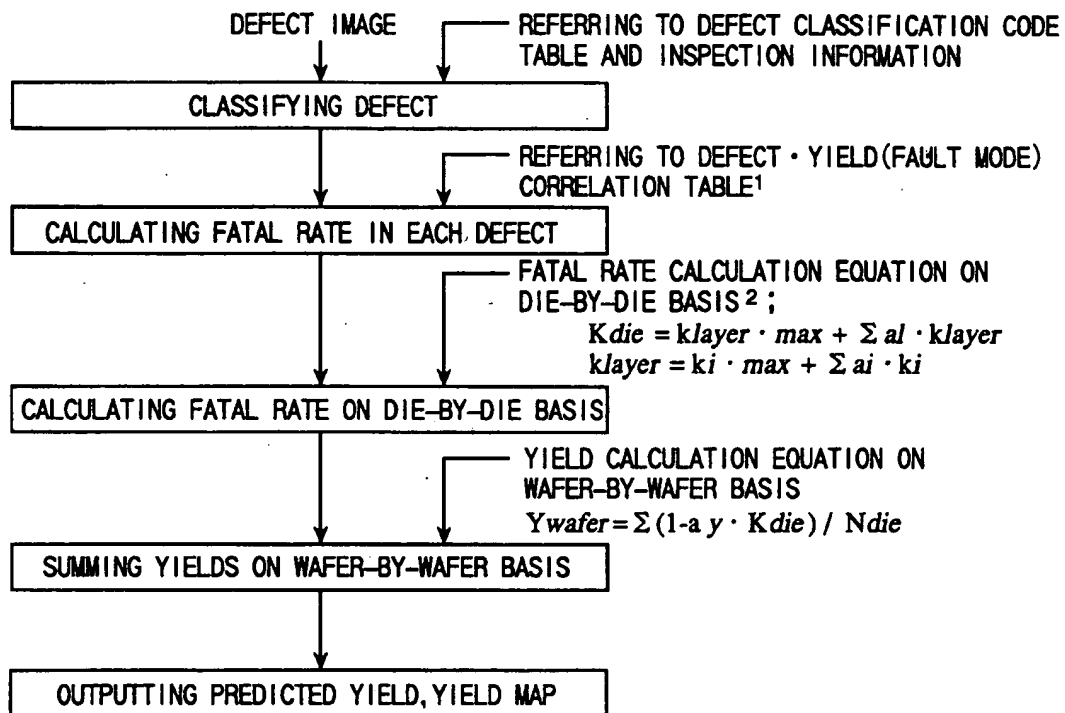 DEFECT IMAGE
REFERRING TO DEFECT CLASSIFICATION CODE
TABLE AND INSPECTION INFORMATION
CLASSIFYING DEFECT
REFERRING TO DEFECT・YIELD(FAULT MODE)
CORRELATION TABLE¹
CALCULATING FATAL RATE IN EACH DEFECT
FATAL RATE CALCULATION EQUATION ON
DIE-BY-DIE BASIS²;
Kdie = klayer · max + Σ al · klayer
klayer = ki · max + Σ ai · ki
CALCULATING FATAL RATE ON DIE-BY-DIE BASIS
YIELD CALCULATION EQUATION ON
WAFER-BY-WAFER BASIS
Ywafer=Σ(1-a y · Kdie) / Ndie
SUMMING YIELDS ON WAFER-BY-WAFER BASIS
OUTPUTTING PREDICTED YIELD, YIELD MAP